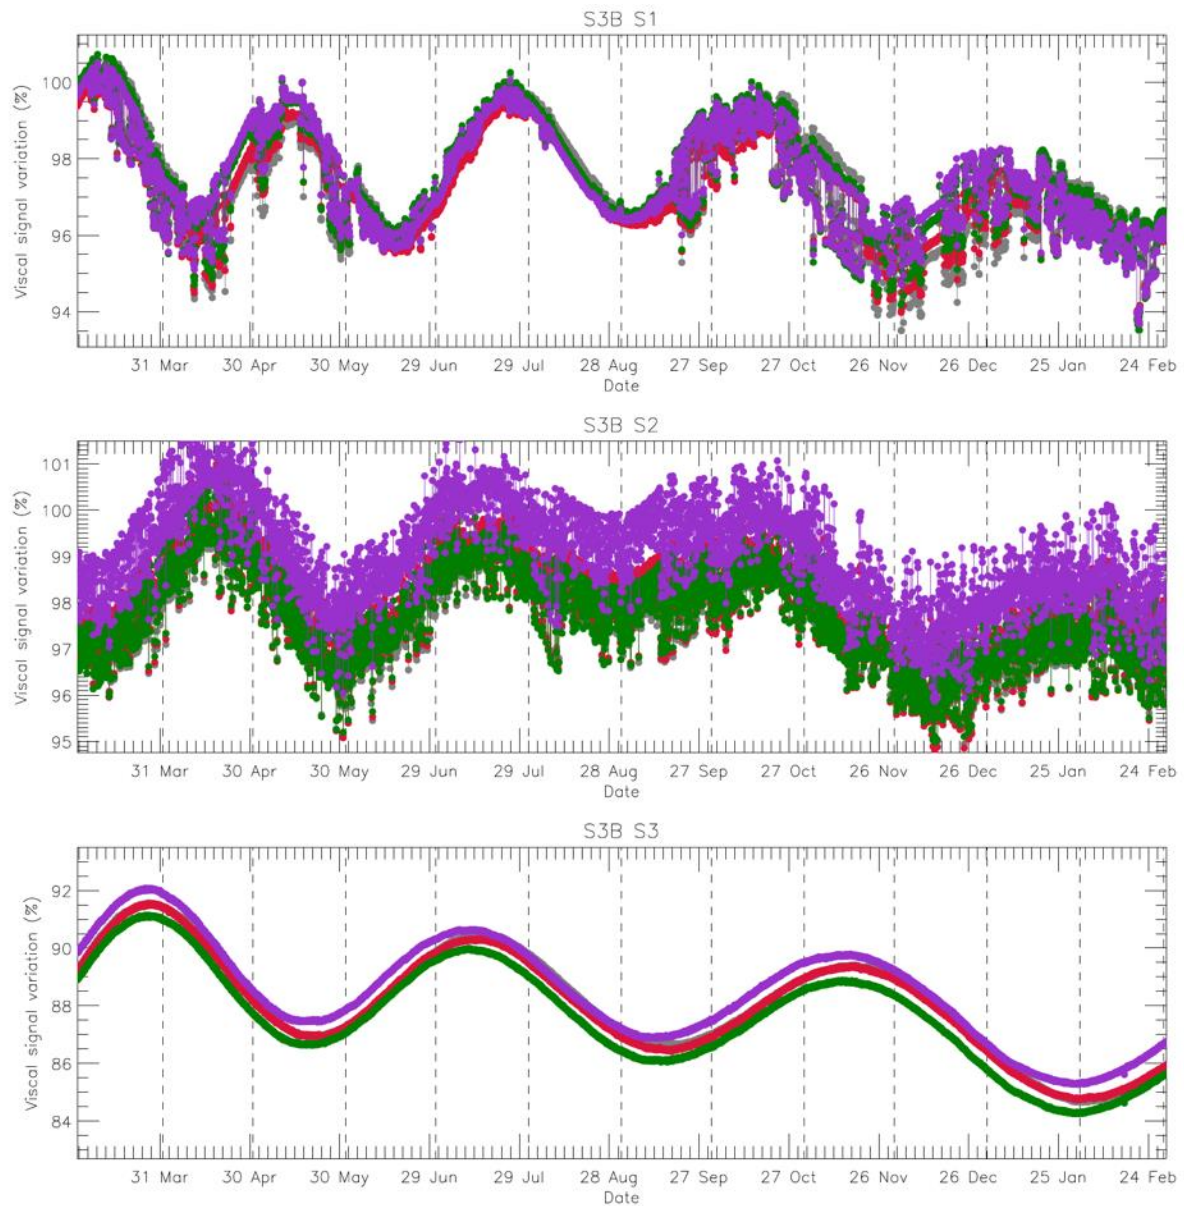 S3B S1
Viscal signal variation (%)
100
98
96
94
31 Mar 30 Apr 30 May 29 Jun 29 Jul 28 Aug 27 Sep 27 Oct 26 Nov 26 Dec 25 Jan 24 Feb
Date
S3B S2
Viscal signal variation (%)
101
100
99
98
97
96
95
31 Mar 30 Apr 30 May 29 Jun 29 Jul 28 Aug 27 Sep 27 Oct 26 Nov 26 Dec 25 Jan 24 Feb
Date
S3B S3
Viscal signal variation (%)
92
90
88
86
84
31 Mar 30 Apr 30 May 29 Jun 29 Jul 28 Aug 27 Sep 27 Oct 26 Nov 26 Dec 25 Jan 24 Feb
Date